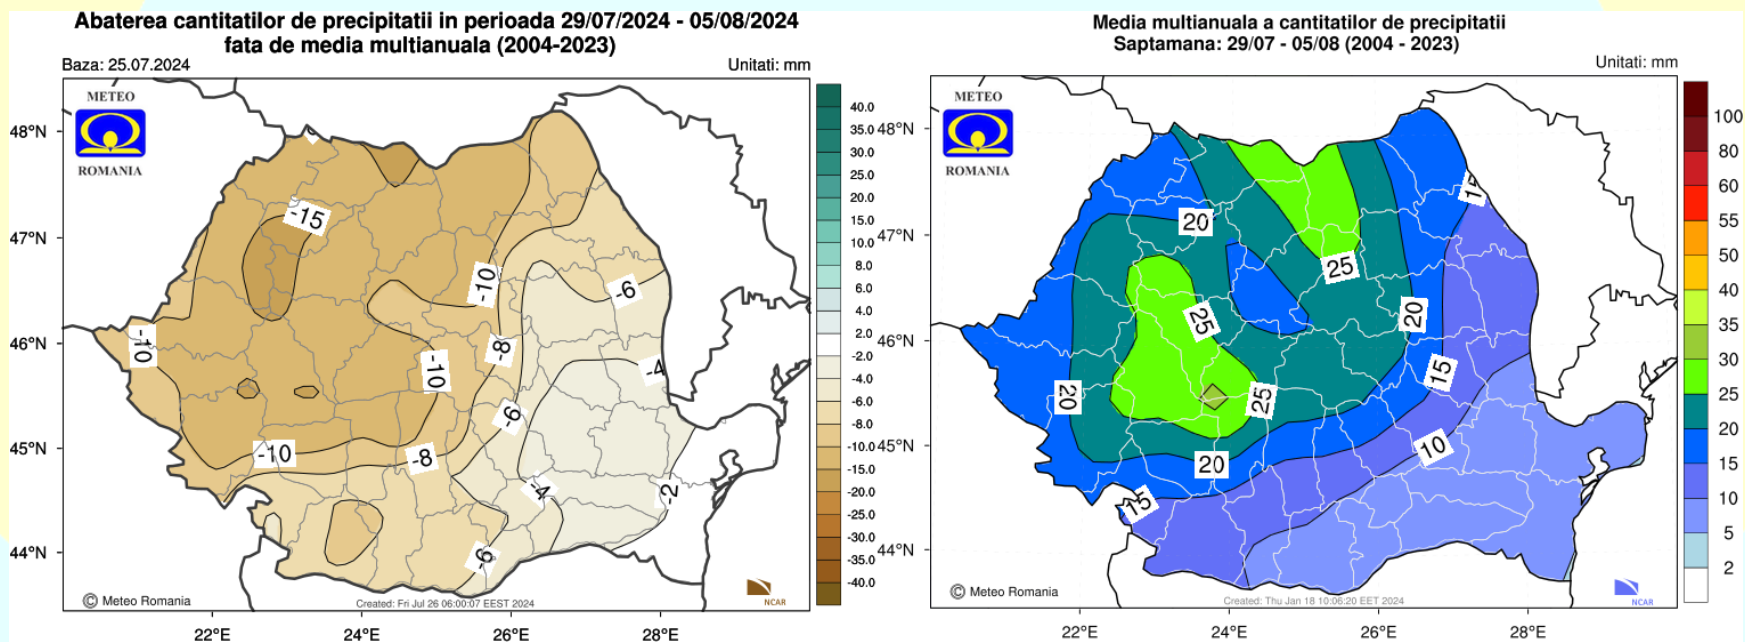 Abaterea cantitatilor de precipitatii in perioada 29/07/2024 - 05/08/2024
fata de media multianuala (2004-2023)
Baza: 25.07.2024
Unitati: mm
METEO
ROMANIA
48°N
47°N
46°N
45°N
44°N
22°E
24°E
26°E
28°E
-15
-10
-6
-10
-8
-10
-4
-6
-10
-8
-4
-2
-6
© Meteo Romania
Created: Fri Jul 26 06:00:07 EEST 2024
NCAR
40.0
35.0
30.0
25.0
20.0
15.0
10.0
8.0
6.0
4.0
2.0
-2.0
-4.0
-6.0
-8.0
-10.0
-15.0
-20.0
-25.0
-30.0
-35.0
-40.0
Media multianuala a cantitatilor de precipitatii
Saptamana: 29/07 - 05/08 (2004 - 2023)
Unitati: mm
METEO
ROMANIA
48°N
47°N
46°N
45°N
44°N
22°E
24°E
26°E
28°E
15
20
25
20
25
15
20
25
10
20
15
© Meteo Romania
Created: Thu Jan 18 10:06:20 EET 2024
NCAR
100
80
60
55
50
40
35
30
25
20
15
10
5
2